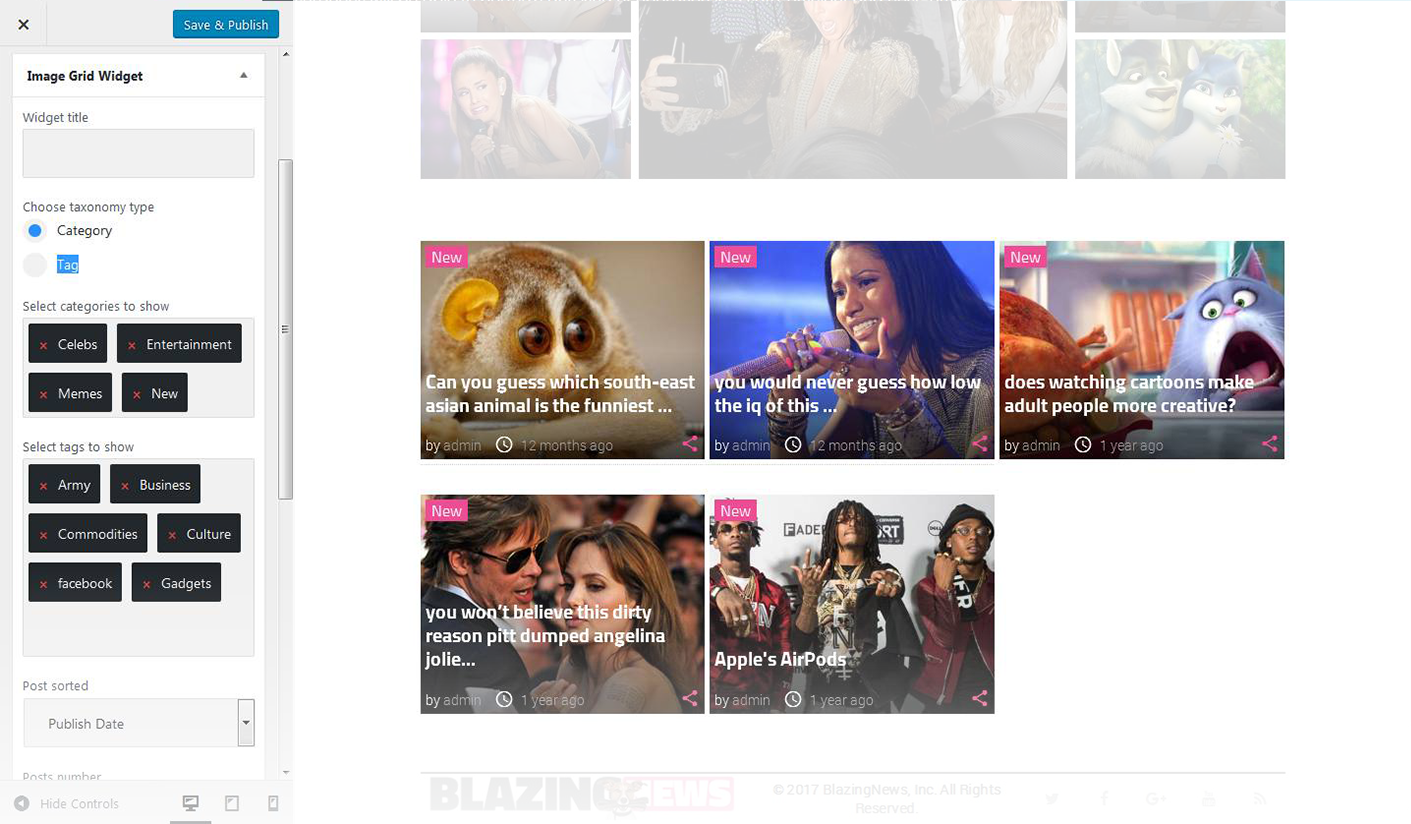 Save & Publish
Image Grid Widget
Widget title
Choose taxonomy type
Category
Tag
Select categories to show
× Celebs × Entertainment
× Memes × New
Select tags to show
× Army × Business
× Commodities × Culture
× facebook × Gadgets
Post sorted
Publish Date
Posts number
Hide Controls
New
Can you guess which south-east
asian animal is the funniest ...
by admin 12 months ago
New
you would never guess how low
the iq of this ...
by admin 12 months ago
New
does watching cartoons make
adult people more creative?
by admin 1 year ago
New
you won’t believe this dirty
reason pitt dumped angelina
jolie...
by admin 1 year ago
New
FADER
Apple's AirPods
by admin 1 year ago
BLAZING NEWS
© 2017 BlazingNews, Inc. All Rights
Reserved.